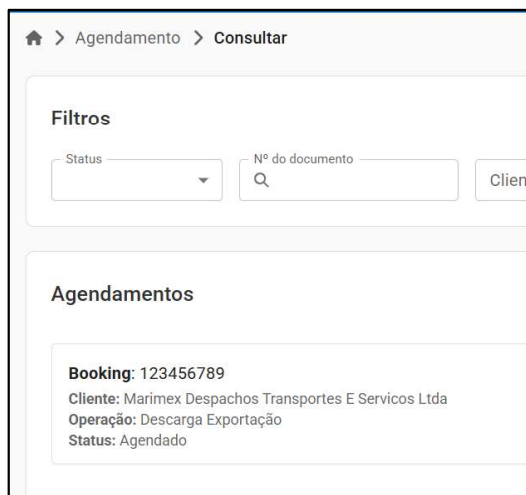 Agendamento > Consultar
Filtros
Status
Nº do documento
Clien
Agendamentos
Booking: 123456789
Cliente: Marimex Despachos Transportes E Servicos Ltda
Operação: Descarga Exportação
Status: Agendado